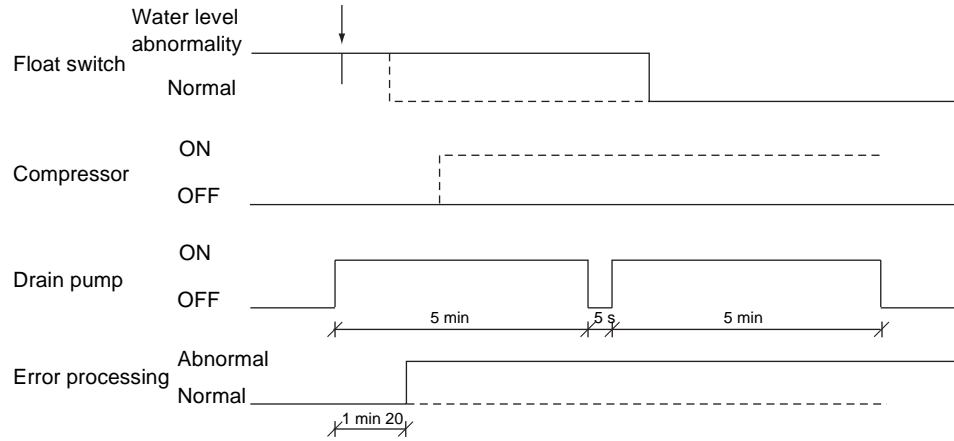 Water level
abnormality
Float switch
Normal
ON
Compressor
OFF
ON
Drain pump
OFF
5 min
5 s
5 min
Abnormal
Error processing
Normal
1 min 20